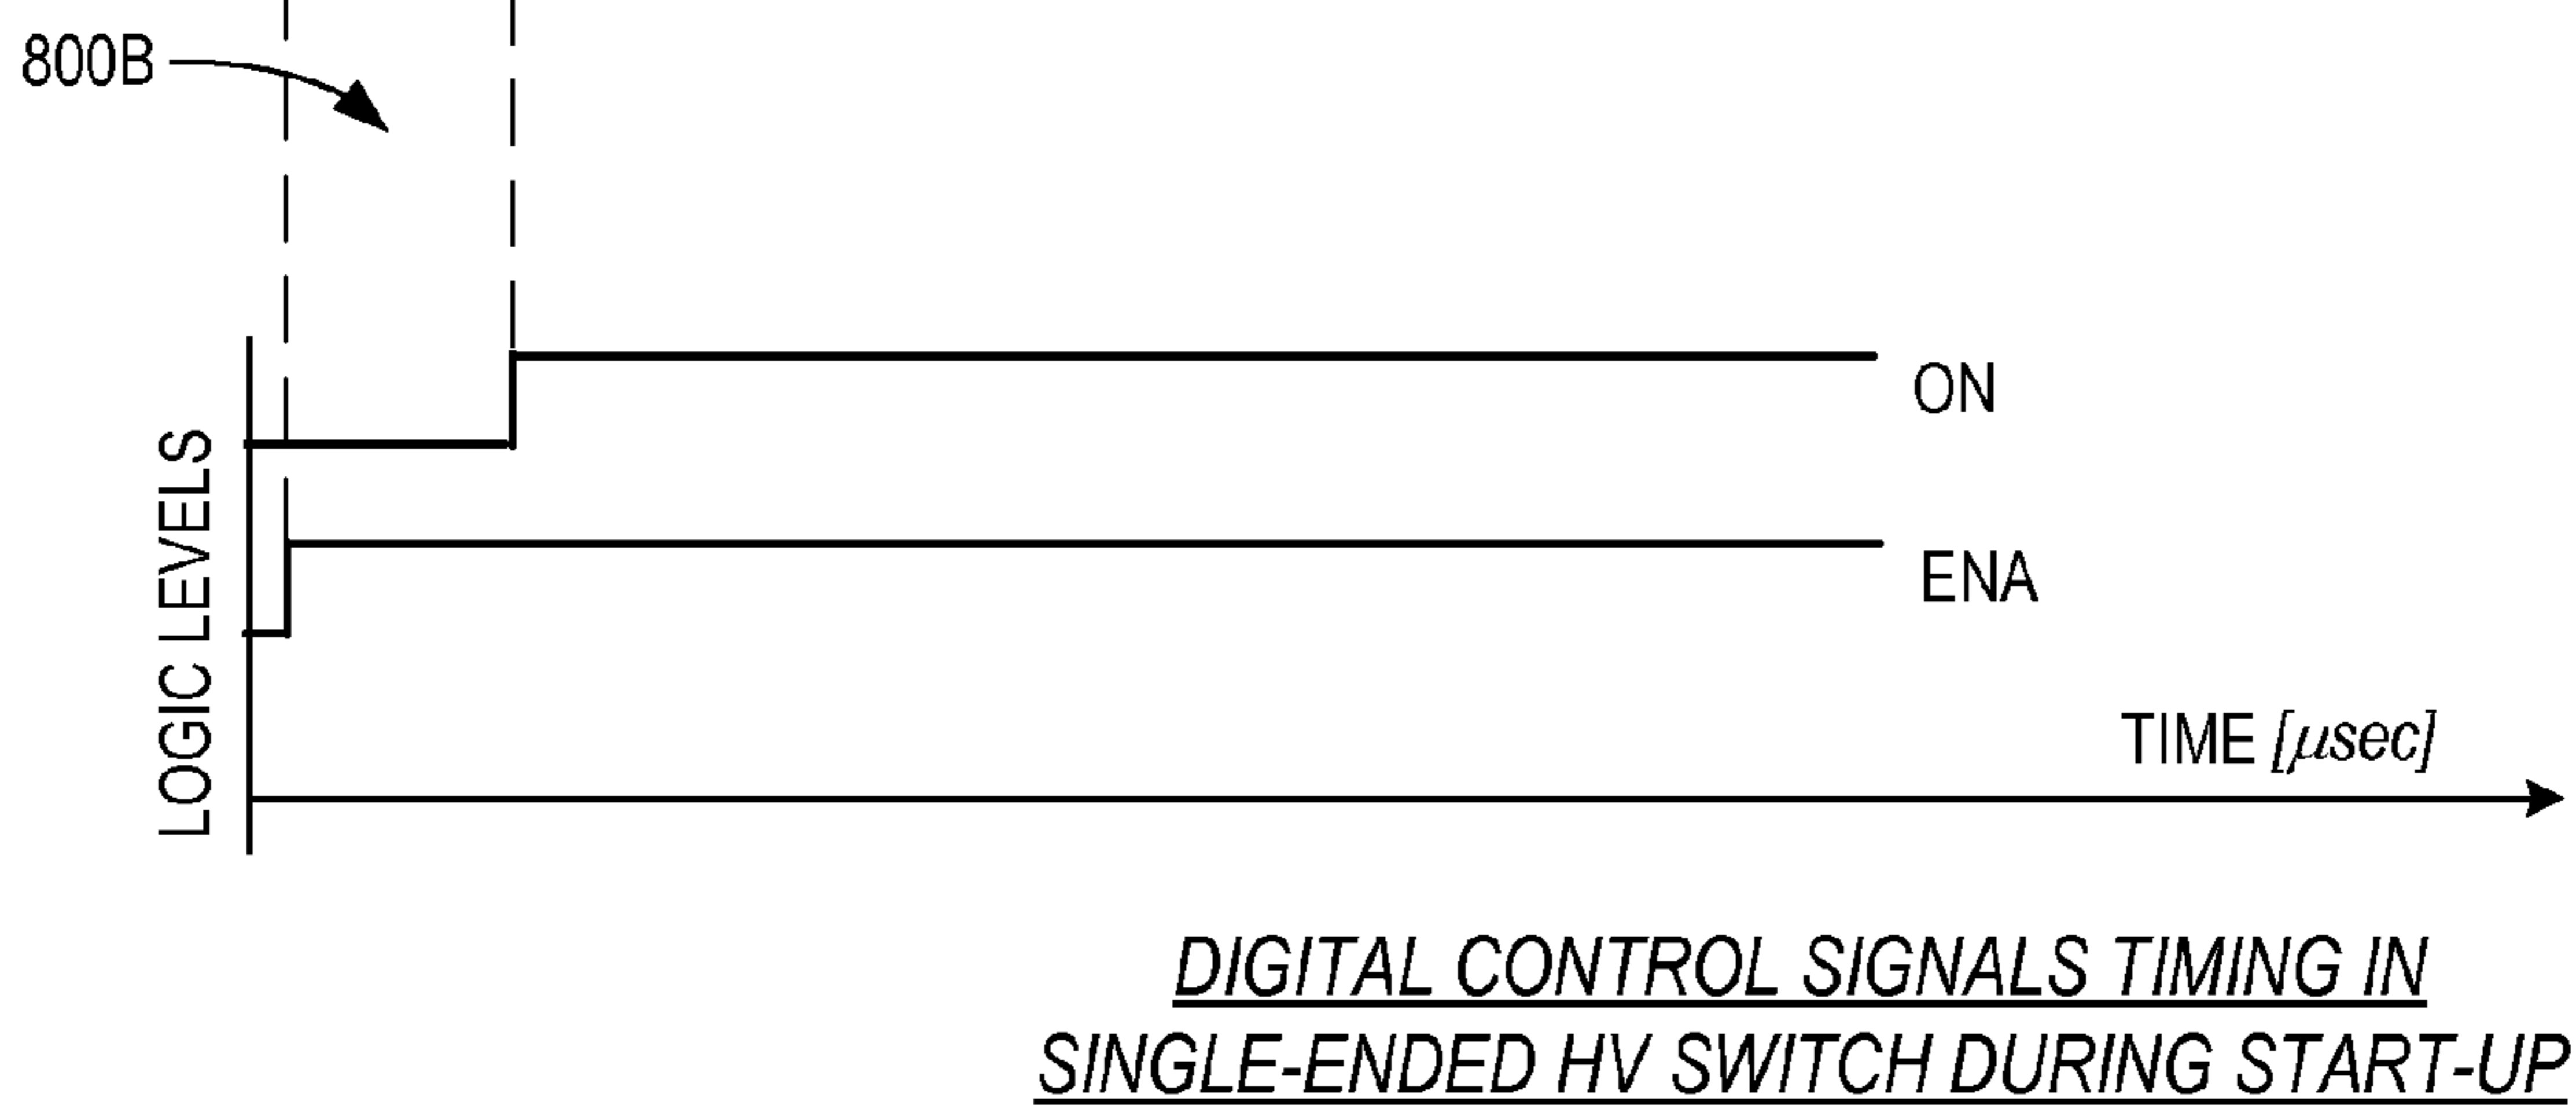 800B
ON
LOGIC LEVELS
ENA
TIME [μsec]
DIGITAL CONTROL SIGNALS TIMING IN
SINGLE-ENDED HV SWITCH DURING START-UP